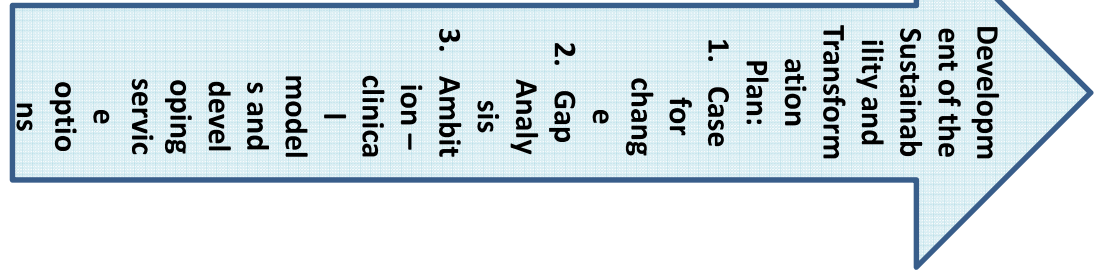 Developm
ent of the
Sustainab
ility and
Transform
ation
Plan:
1. Case
for
chang
e
2. Gap
Analy
sis
3. Ambit
ion –
clinica
l
model
s and
devel
oping
servic
e
optio
ns